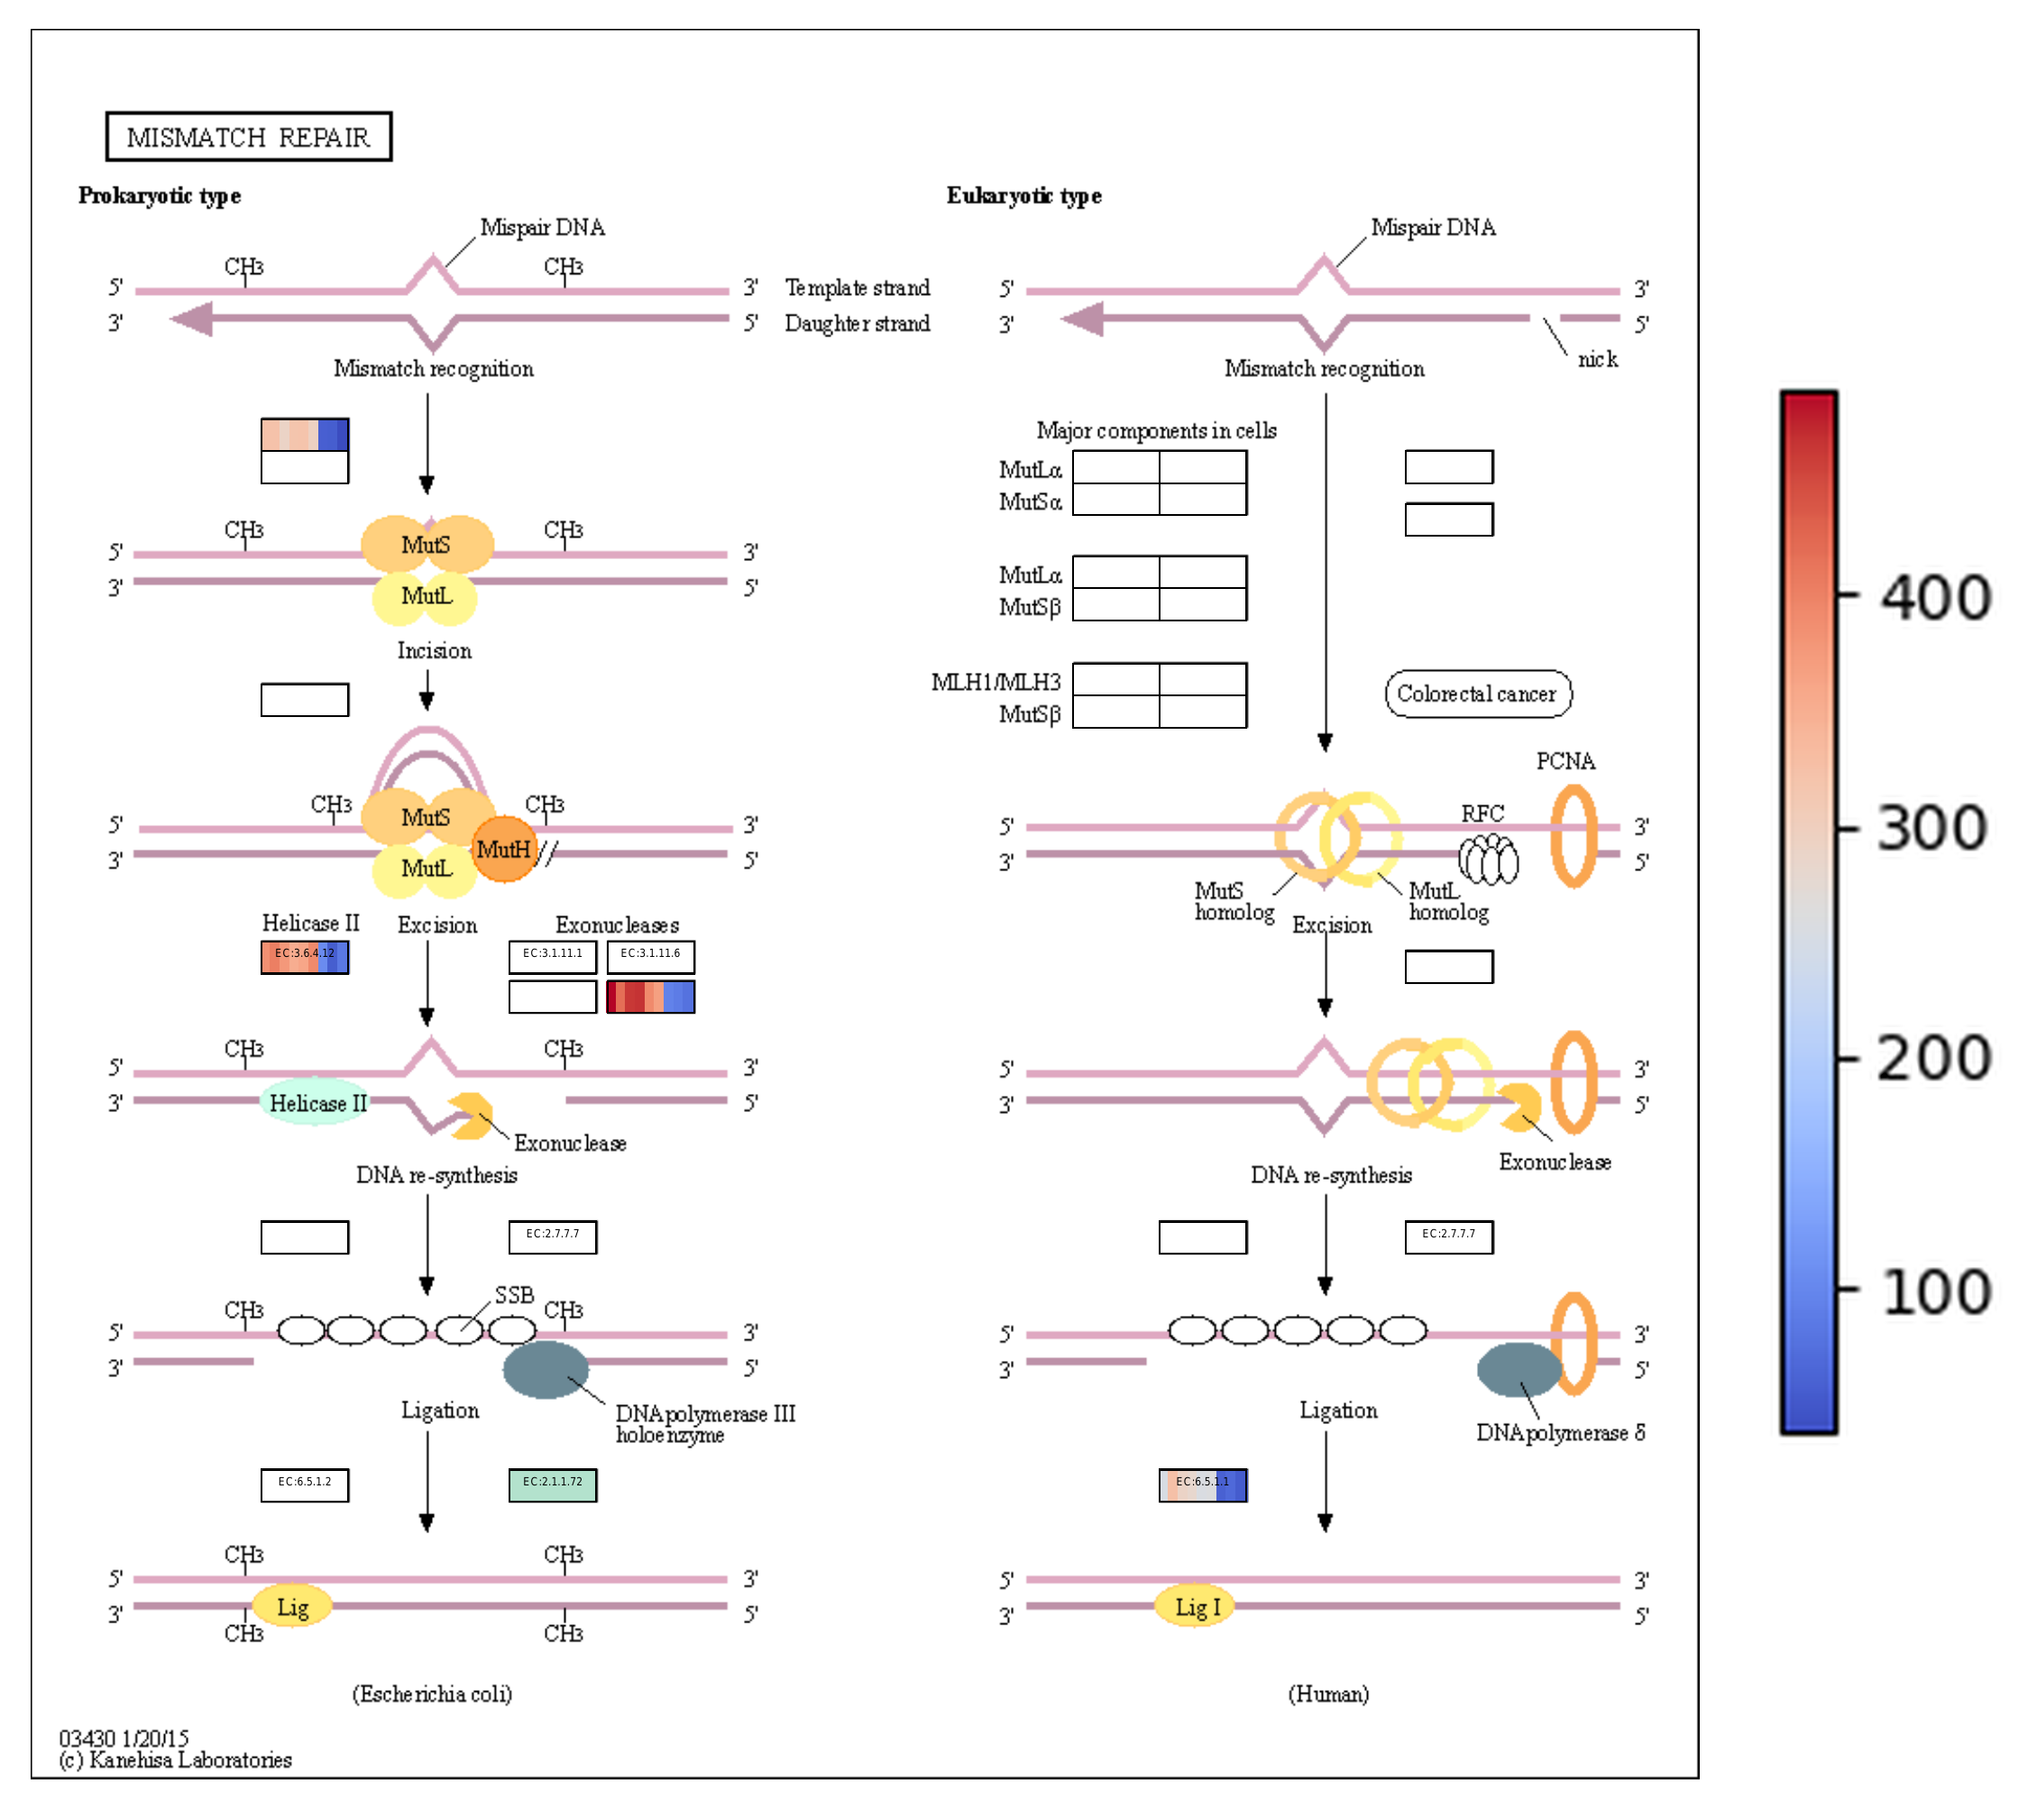 MISMATCH REPAIR
Prokaryotic type
Mispair DNA
CH3
CH3
5'
3'
Template strand
3'
5'
Daughter strand
Mismatch recognition
CH3
CH3
5'
MutS
3'
3'
MutL
5'
Incision
CH3
MutS
CH3
5'
3'
3'
MutL
MutH
5'
Helicase II
Excision
Exonucleases
EC:3.6.4.12
EC:3.1.11.1
EC:3.1.11.6
CH3
CH3
5'
3'
3'
Helicase II
5'
Exonuclease
DNA re-synthesis
EC:2.7.7.7
SSB
CH3
CH3
5'
3'
3'
5'
Ligation
DNA polymerase III
holoenzyme
EC:6.5.1.2
EC:2.1.1.72
CH3
CH3
5'
3'
3'
Lig
5'
CH3
CH3
(Escherichia coli)
Eukaryotic type
Mispair DNA
5'
3'
3'
5'
nick
Mismatch recognition
Major components in cells
MutLα
MutSα
MutLα
MutSβ
MLH1/MLH3
MutSβ
Colorectal cancer
PCNA
RFC
5'
3'
3'
5'
MutS
homolog
MutL
homolog
Excision
5'
3'
3'
5'
Exonuclease
DNA re-synthesis
EC:2.7.7.7
5'
3'
3'
5'
Ligation
DNA polymerase δ
EC:6.5.1.1
5'
3'
3'
Lig I
5'
(Human)
03430 1/20/15
(c) Kanehisa Laboratories
400
300
200
100